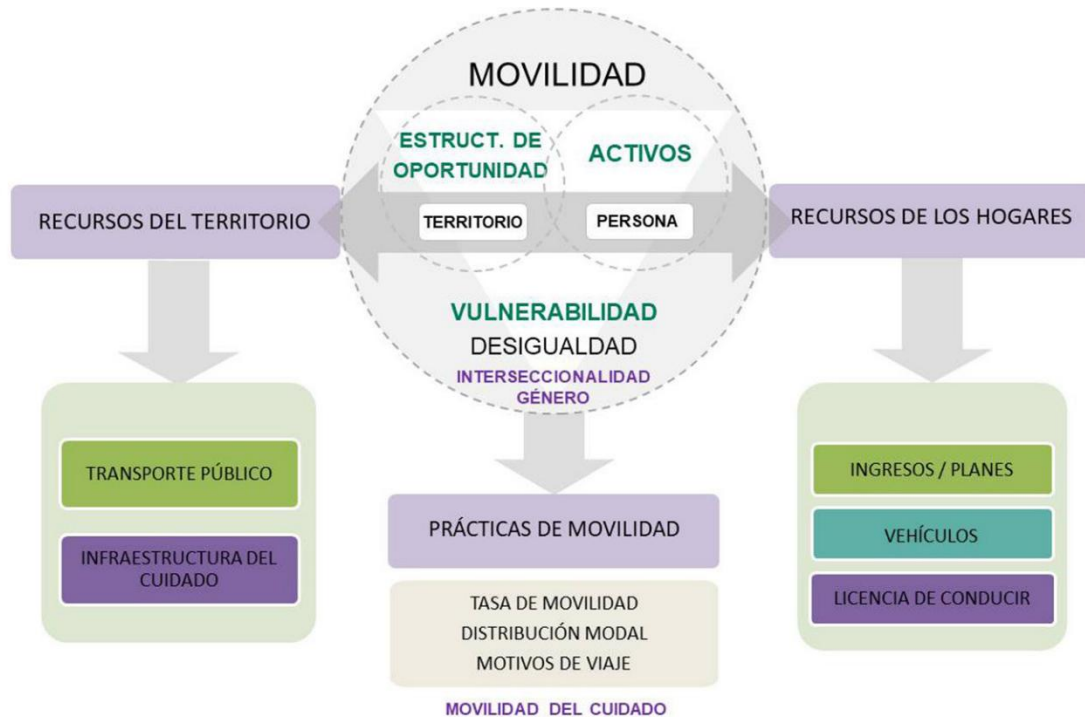 MOVILIDAD
ESTRUCT. DE
OPORTUNIDAD
ACTIVOS
TERRITORIO
PERSONA
RECURSOS DEL TERRITORIO
RECURSOS DE LOS HOGARES
VULNERABILIDAD
DESIGUALDAD
INTERSECCIONALIDAD
GÉNERO
TRANSPORTE PÚBLICO
INFRAESTRUCTURA DEL
CUIDADO
PRÁCTICAS DE MOVILIDAD
TASA DE MOVILIDAD
DISTRIBUCIÓN MODAL
MOTIVOS DE VIAJE
MOVILIDAD DEL CUIDADO
INGRESOS / PLANES
VEHÍCULOS
LICENCIA DE CONDUCIR